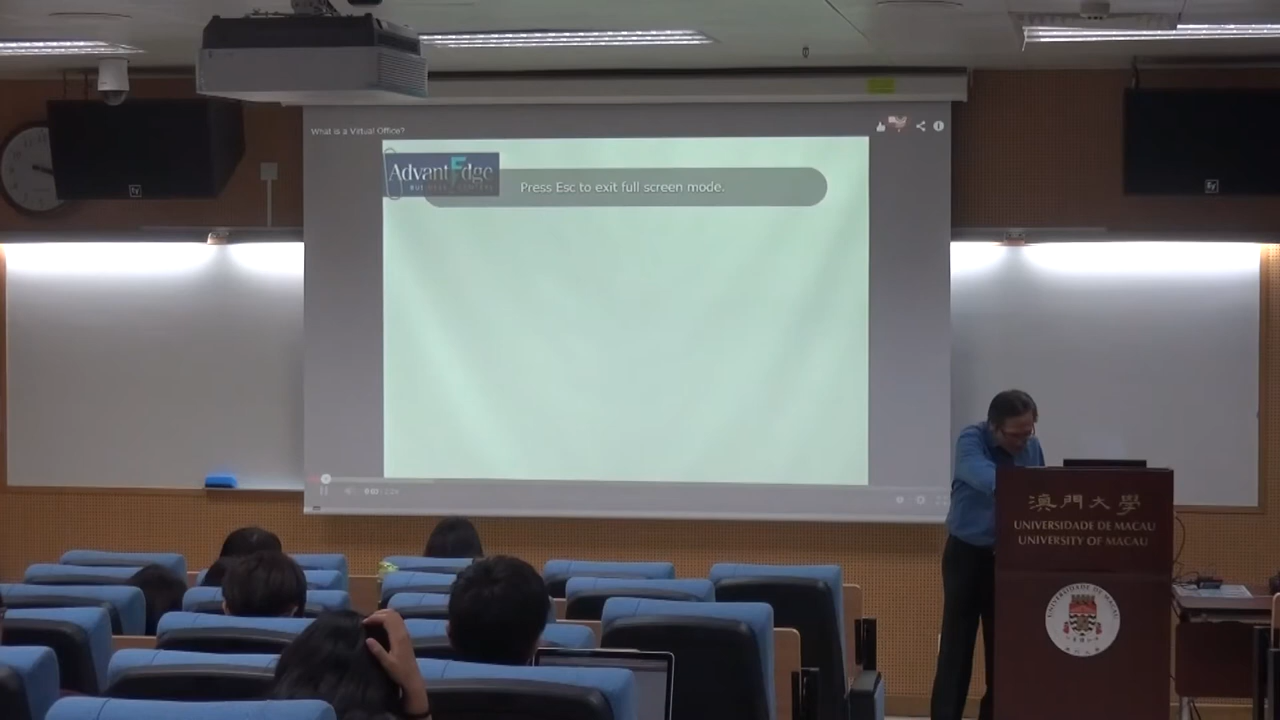 What is a Virtual Office?
AdvantEdge
Press Esc to exit full screen mode.
澳門大學
UNIVERSIDADE DE MACAU
UNIVERSITY OF MACAU